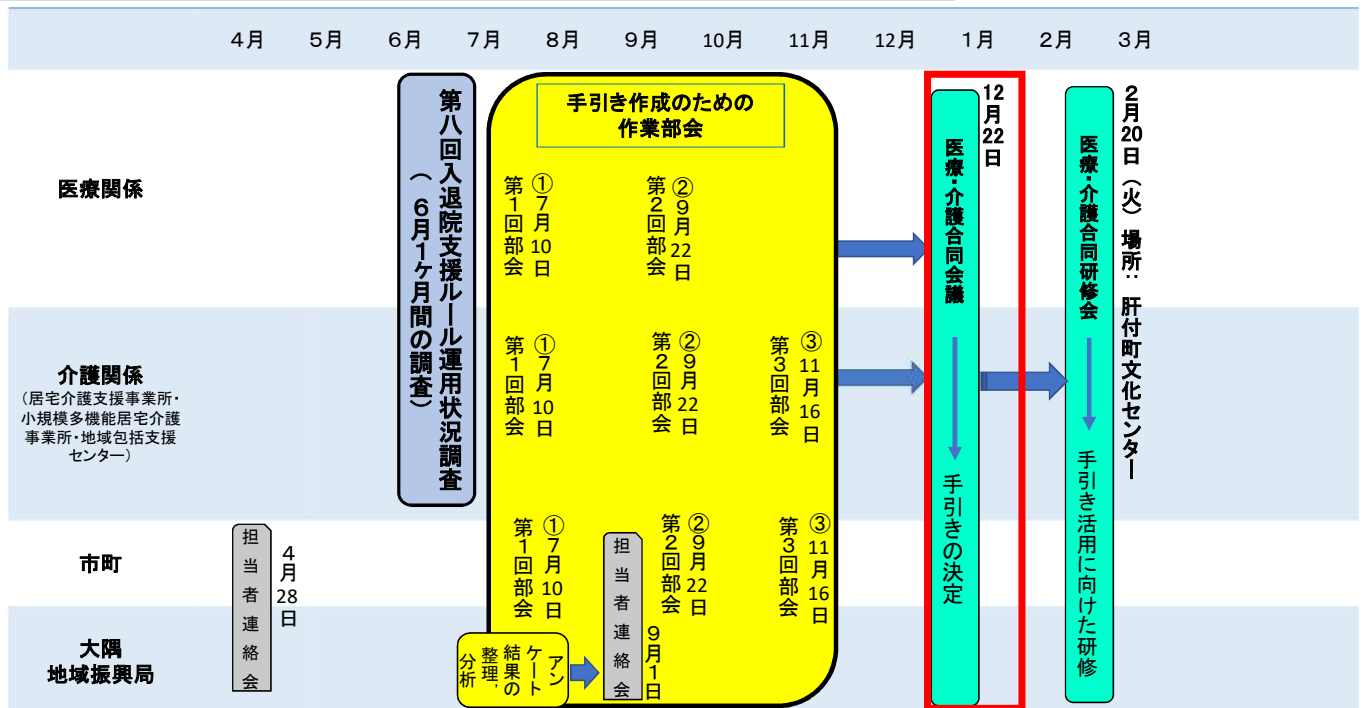 4月
5月
6月
7月
8月
9月
10月
11月
12月
1月
2月
3月
医療関係
介護関係
(居宅介護支援事業所・
小規模多機能居宅介護
事業所・地域包括支援
センター)
市町
大隅
地域振興局
担当者連絡会
4月28日
第八回入退院支援ルール運用状況調査
(6月1ヶ月間の調査)
手引き作成のための
作業部会
①7月10日
第1回部会
②9月22日
第2回部会
①7月10日
第1回部会
②9月22日
第2回部会
③11月16日
第3回部会
①7月10日
第1回部会
②9月22日
第2回部会
③11月16日
第3回部会
アン
ケート
結果の
整理,
分析
担当者連絡会
9月1日
12月22日
医療・介護合同会議
手引きの決定
2月20日(火)場所:肝付町文化センター
医療・介護合同研修会
手引き活用に向けた研修